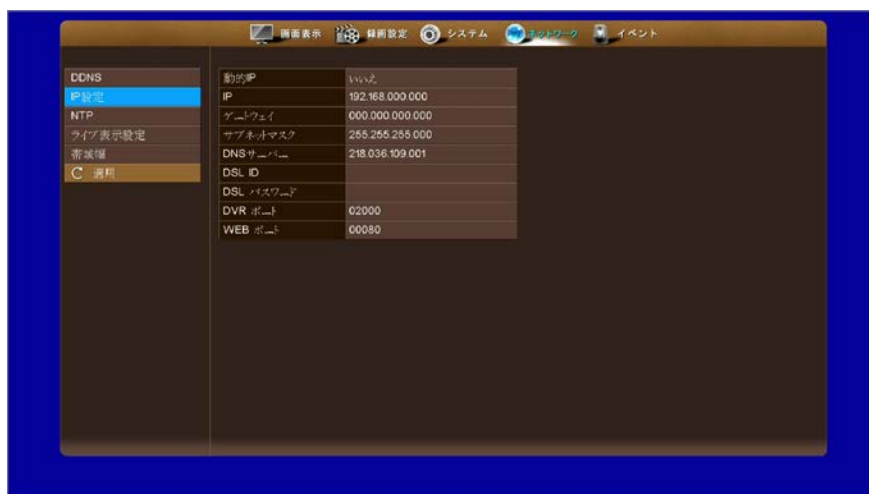 画面表示 録画設定 システム ネットワーク イベント
DDNS
IP設定
NTP
ライブ表示設定
帯域幅
適用
動的IP いいえ
IP 192.168.000.000
ゲートウェイ 000.000.000.000
サブネットマスク 255.255.255.000
DNSサーバー 218.036.109.001
DSL ID
DSL パスワード
DVR ポート 02000
WEB ポート 00080